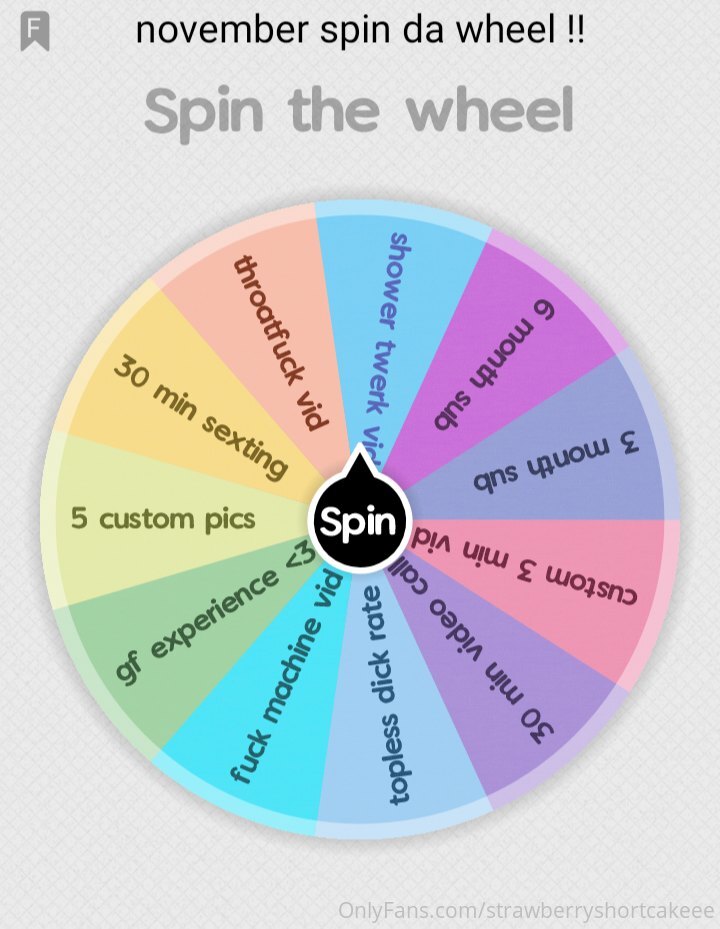 F
november spin da wheel !!
Spin the wheel
shower twerk vid
6 month sub
3 month sub
custom 3 min vid
30 min video call
topless dick rate
fuck machine vid
gf experience <3
5 custom pics
30 min sexting
throatfuck vid
Spin
OnlyFans.com/strawberryshortcakeee